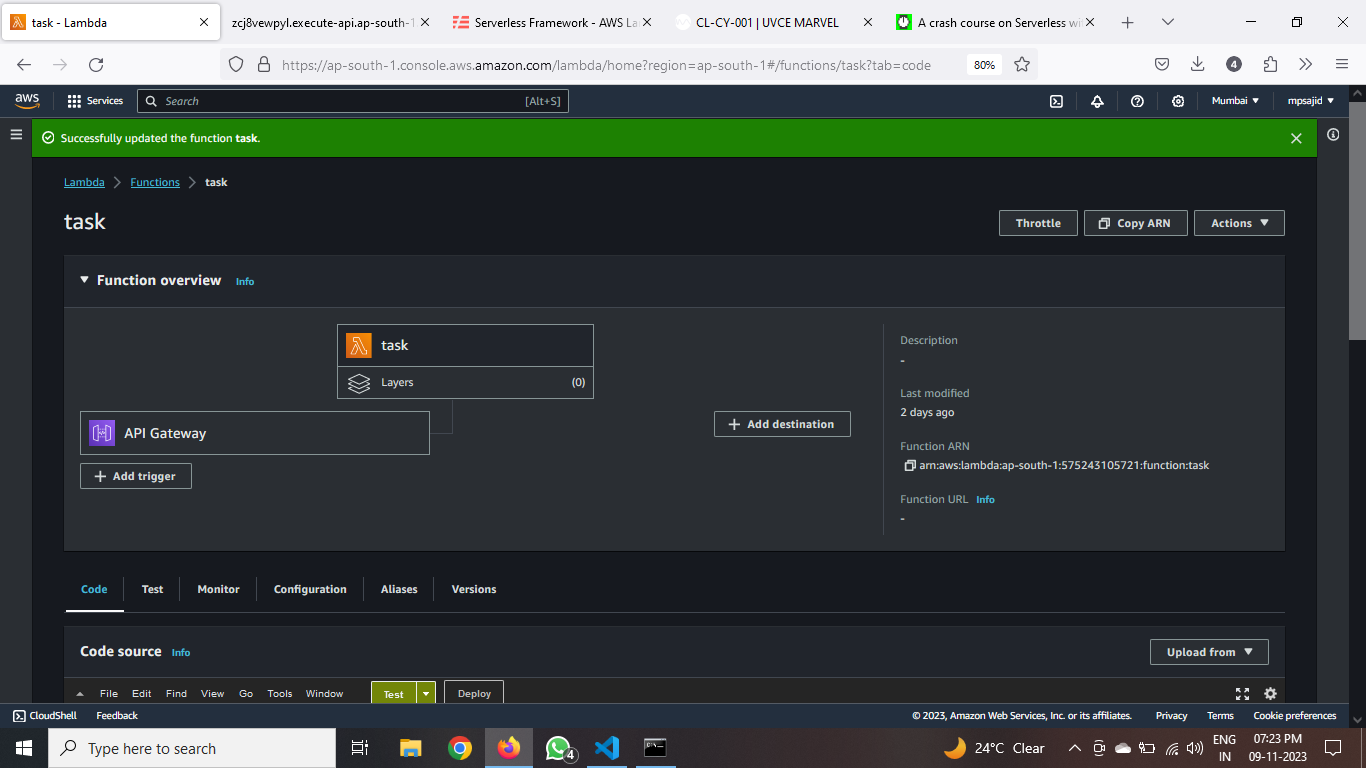 task - Lambda
zcj8vewpyl.execute-api.ap-south-1
Serverless Framework - AWS La
CL-CY-001 | UVCE MARVEL
A crash course on Serverless wi
https://ap-south-1.console.aws.amazon.com/lambda/home?region=ap-south-1#/functions/task?tab=code
80%
4
aws
Services
Search
[Alt+S]
Mumbai
mpsajid
Successfully updated the function task.
Lambda
Functions
task
task
Throttle
Copy ARN
Actions
Function overview
Info
task
Layers
(0)
API Gateway
Add trigger
Add destination
Description
-
Last modified
2 days ago
Function ARN
arn:aws:lambda:ap-south-1:575243105721:function:task
Function URL Info
-
Code
Test
Monitor
Configuration
Aliases
Versions
Code source
Info
Upload from
File
Edit
Find
View
Go
Tools
Window
Test
Deploy
CloudShell
Feedback
© 2023, Amazon Web Services, Inc. or its affiliates.
Privacy
Terms
Cookie preferences
Type here to search
4
24°C Clear
ENG
IN
07:23 PM
09-11-2023